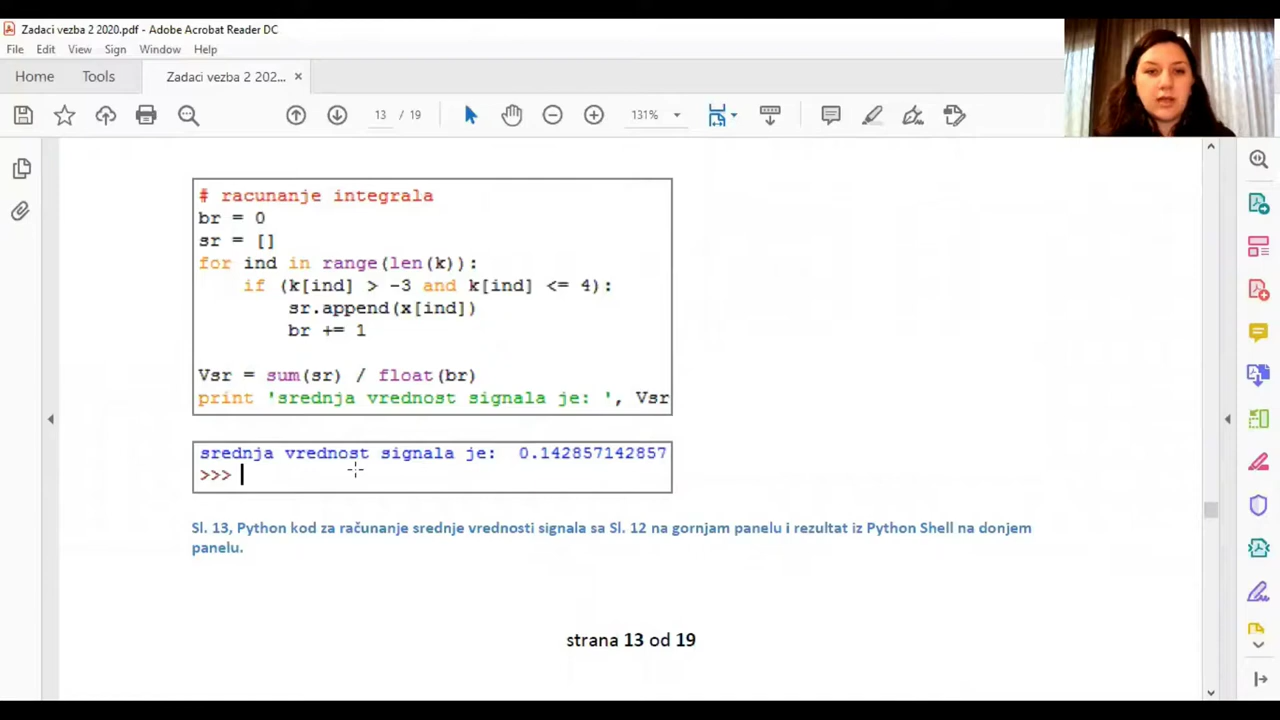 Zadaci vezba 2 2020.pdf - Adobe Acrobat Reader DC
File Edit View Window Help
Home Tools Zadaci vezba 2 202... ×
13 / 19 131%
# racunanje integrala
br = 0
sr = []
for ind in range(len(k)):
    if (k[ind] > -3 and k[ind] <= 4):
        sr.append(x[ind])
        br += 1
Vsr = sum(sr) / float(br)
print 'srednja vrednost signala je: ', Vsr
srednja vrednost signala je:  0.142857142857
>>>
Sl. 13, Python kod za računanje srednje vrednosti signala sa Sl. 12 na gornjam panelu i rezultat iz Python Shell na donjem
panelu.
strana 13 od 19